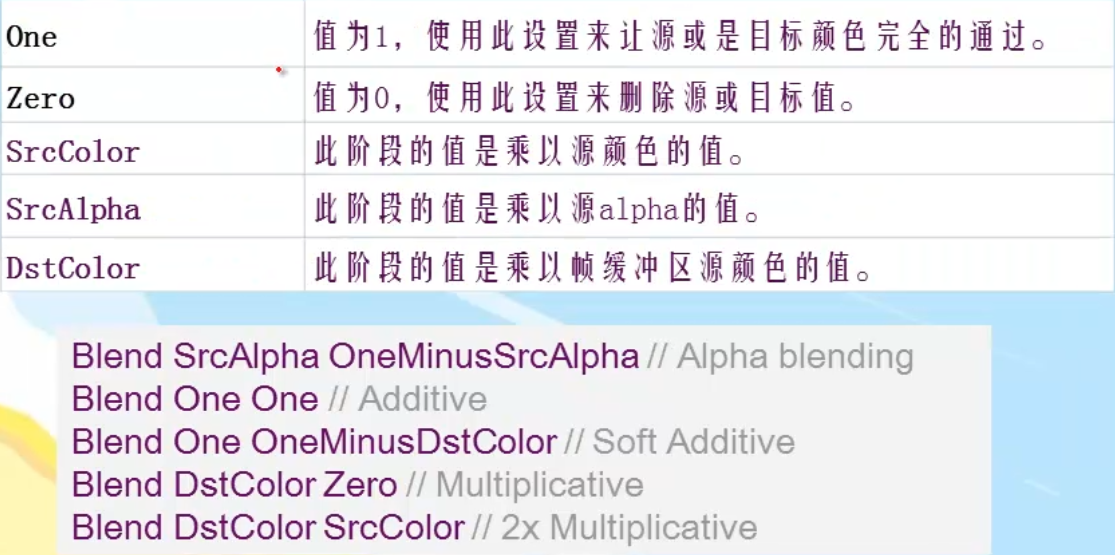 One 值为1，使用此设置来让源或是目标颜色完全的通过。
Zero 值为0，使用此设置来删除源或目标值。
SrcColor 此阶段的值是乘以源颜色的值。
SrcAlpha 此阶段的值是乘以源alpha的值。
DstColor 此阶段的值是乘以帧缓冲区源颜色的值。
Blend SrcAlpha OneMinusSrcAlpha // Alpha blending
Blend One One // Additive
Blend One OneMinusDstColor // Soft Additive
Blend DstColor Zero // Multiplicative
Blend DstColor SrcColor // 2x Multiplicative